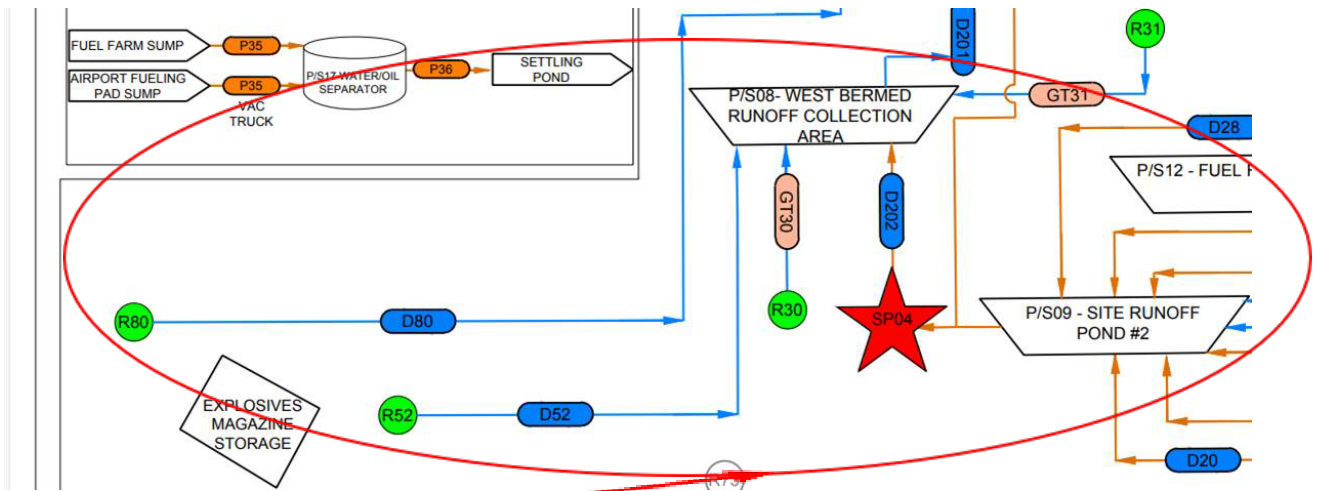 D201
R31
FUEL FARM SUMP
P35
P36
SETTLING
POND
AIRPORT FUELING
PAD SUMP
P35
VAC
TRUCK
P/S17-WATER/OIL
SEPARATOR
P/S08- WEST BERMED
RUNOFF COLLECTION
AREA
GT31
D28
P/S12 - FUEL
GT30
D202
R80
D80
R30
SP04
P/S09 - SITE RUNOFF
POND #2
EXPLOSIVES
MAGAZINE
STORAGE
R52
D52
R73
D20